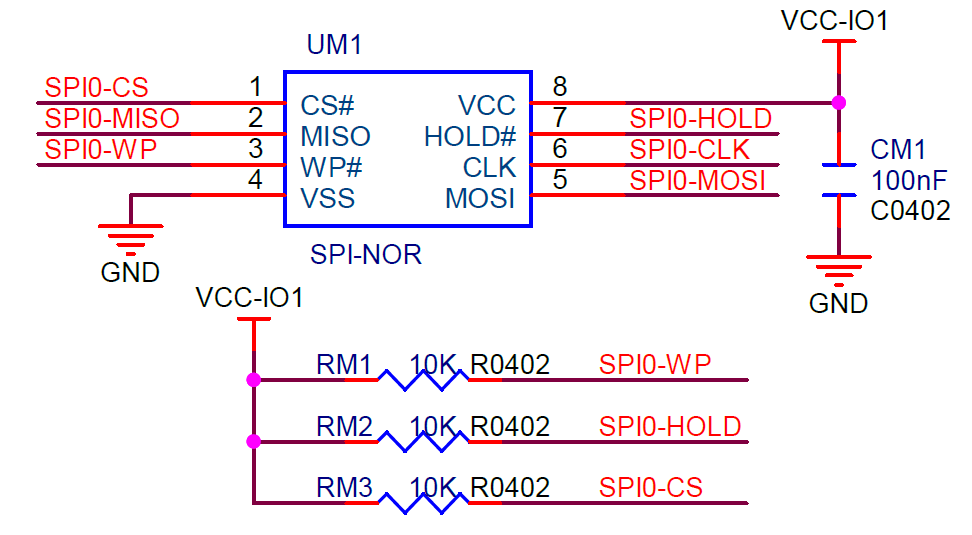 VCC-IO1
UM1
SPI0-CS 1 CS# VCC 8
SPI0-MISO 2 MISO HOLD# 7 SPI0-HOLD
SPI0-WP 3 WP# CLK 6 SPI0-CLK
4 VSS MOSI 5 SPI0-MOSI
CM1
100nF
C0402
GND
SPI-NOR
GND
VCC-IO1
RM1 10K R0402 SPI0-WP
RM2 10K R0402 SPI0-HOLD
RM3 10K R0402 SPI0-CS